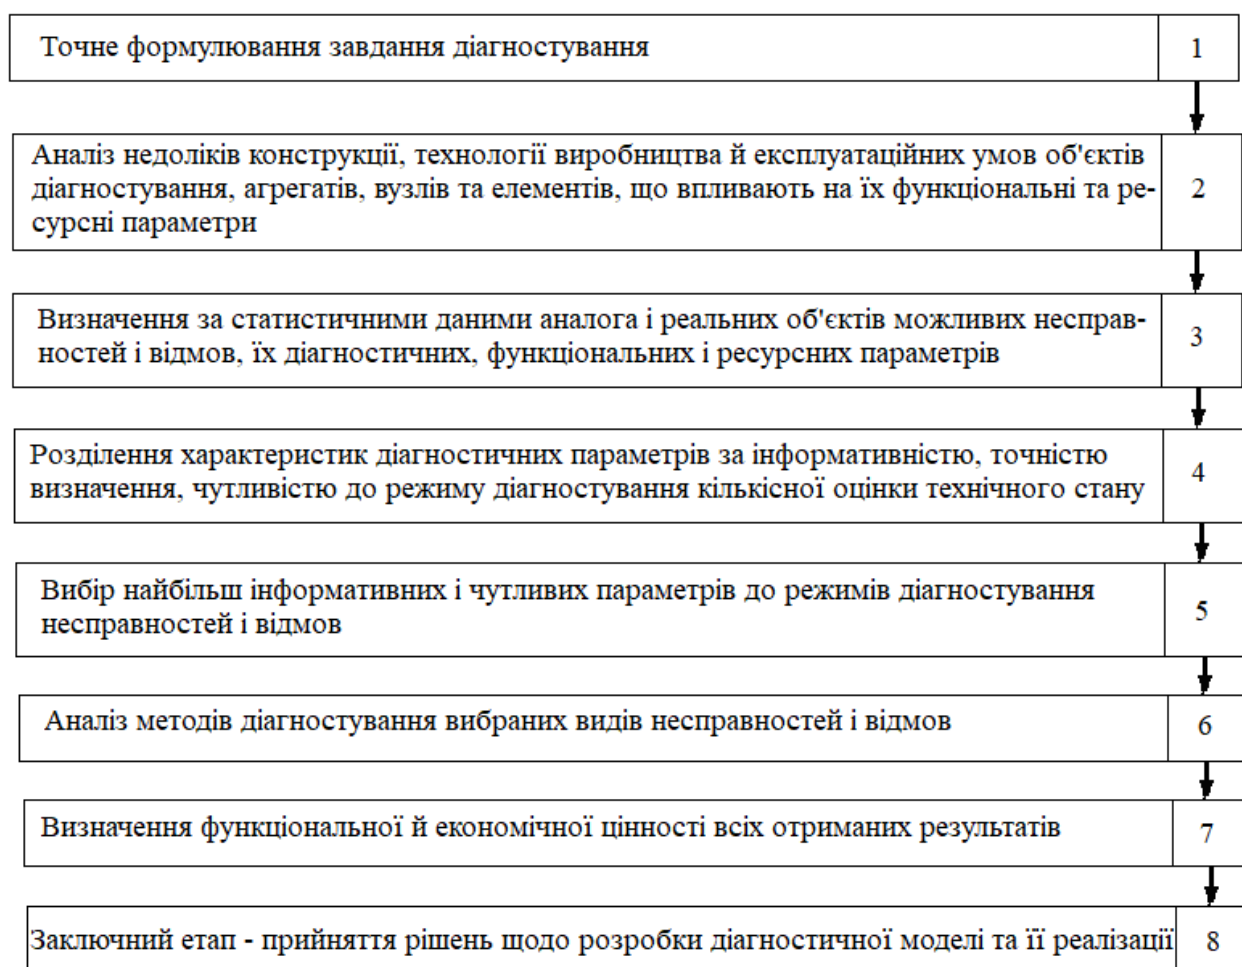 Точне формулювання завдання діагностування
1
Аналіз недоліків конструкції, технології виробництва й експлуатаційних умов об'єктів
діагностування, агрегатів, вузлів та елементів, що впливають на їх функціональні та ре-
сурсні параметри
2
Визначення за статистичними даними аналога і реальних об'єктів можливих несправ-
ностей і відмов, їх діагностичних, функціональних і ресурсних параметрів
3
Розділення характеристик діагностичних параметрів за інформативністю, точністю
визначення, чутливістю до режиму діагностування кількісної оцінки технічного стану
4
Вибір найбільш інформативних і чутливих параметрів до режимів діагностування
несправностей і відмов
5
Аналіз методів діагностування вибраних видів несправностей і відмов
6
Визначення функціональної й економічної цінності всіх отриманих результатів
7
Заключний етап - прийняття рішень щодо розробки діагностичної моделі та її реалізації
8